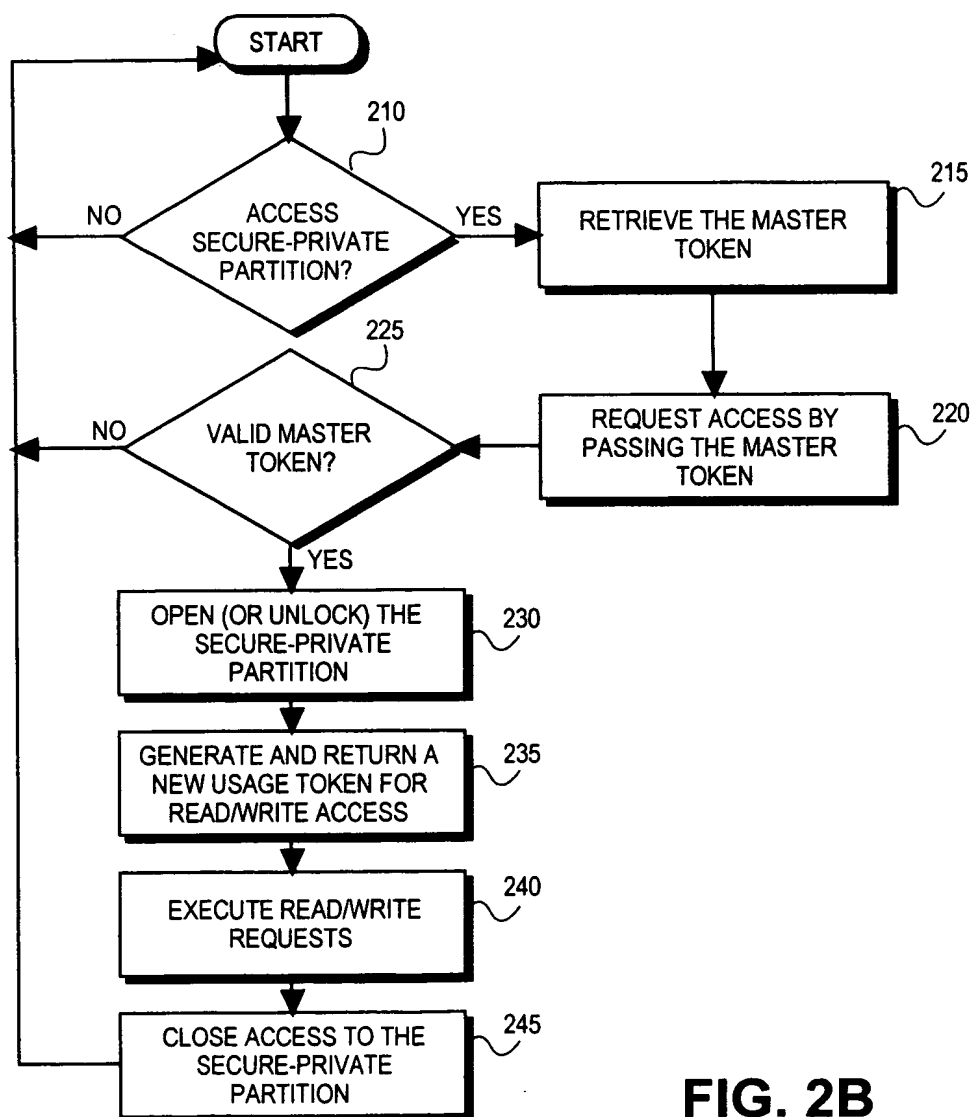 START
210
ACCESS
SECURE-PRIVATE
PARTITION?
NO
YES
215
RETRIEVE THE MASTER
TOKEN
220
REQUEST ACCESS BY
PASSING THE MASTER
TOKEN
225
VALID MASTER
TOKEN?
NO
YES
230
OPEN (OR UNLOCK) THE
SECURE-PRIVATE
PARTITION
235
GENERATE AND RETURN A
NEW USAGE TOKEN FOR
READ/WRITE ACCESS
240
EXECUTE READ/WRITE
REQUESTS
245
CLOSE ACCESS TO THE
SECURE-PRIVATE
PARTITION
FIG. 2B